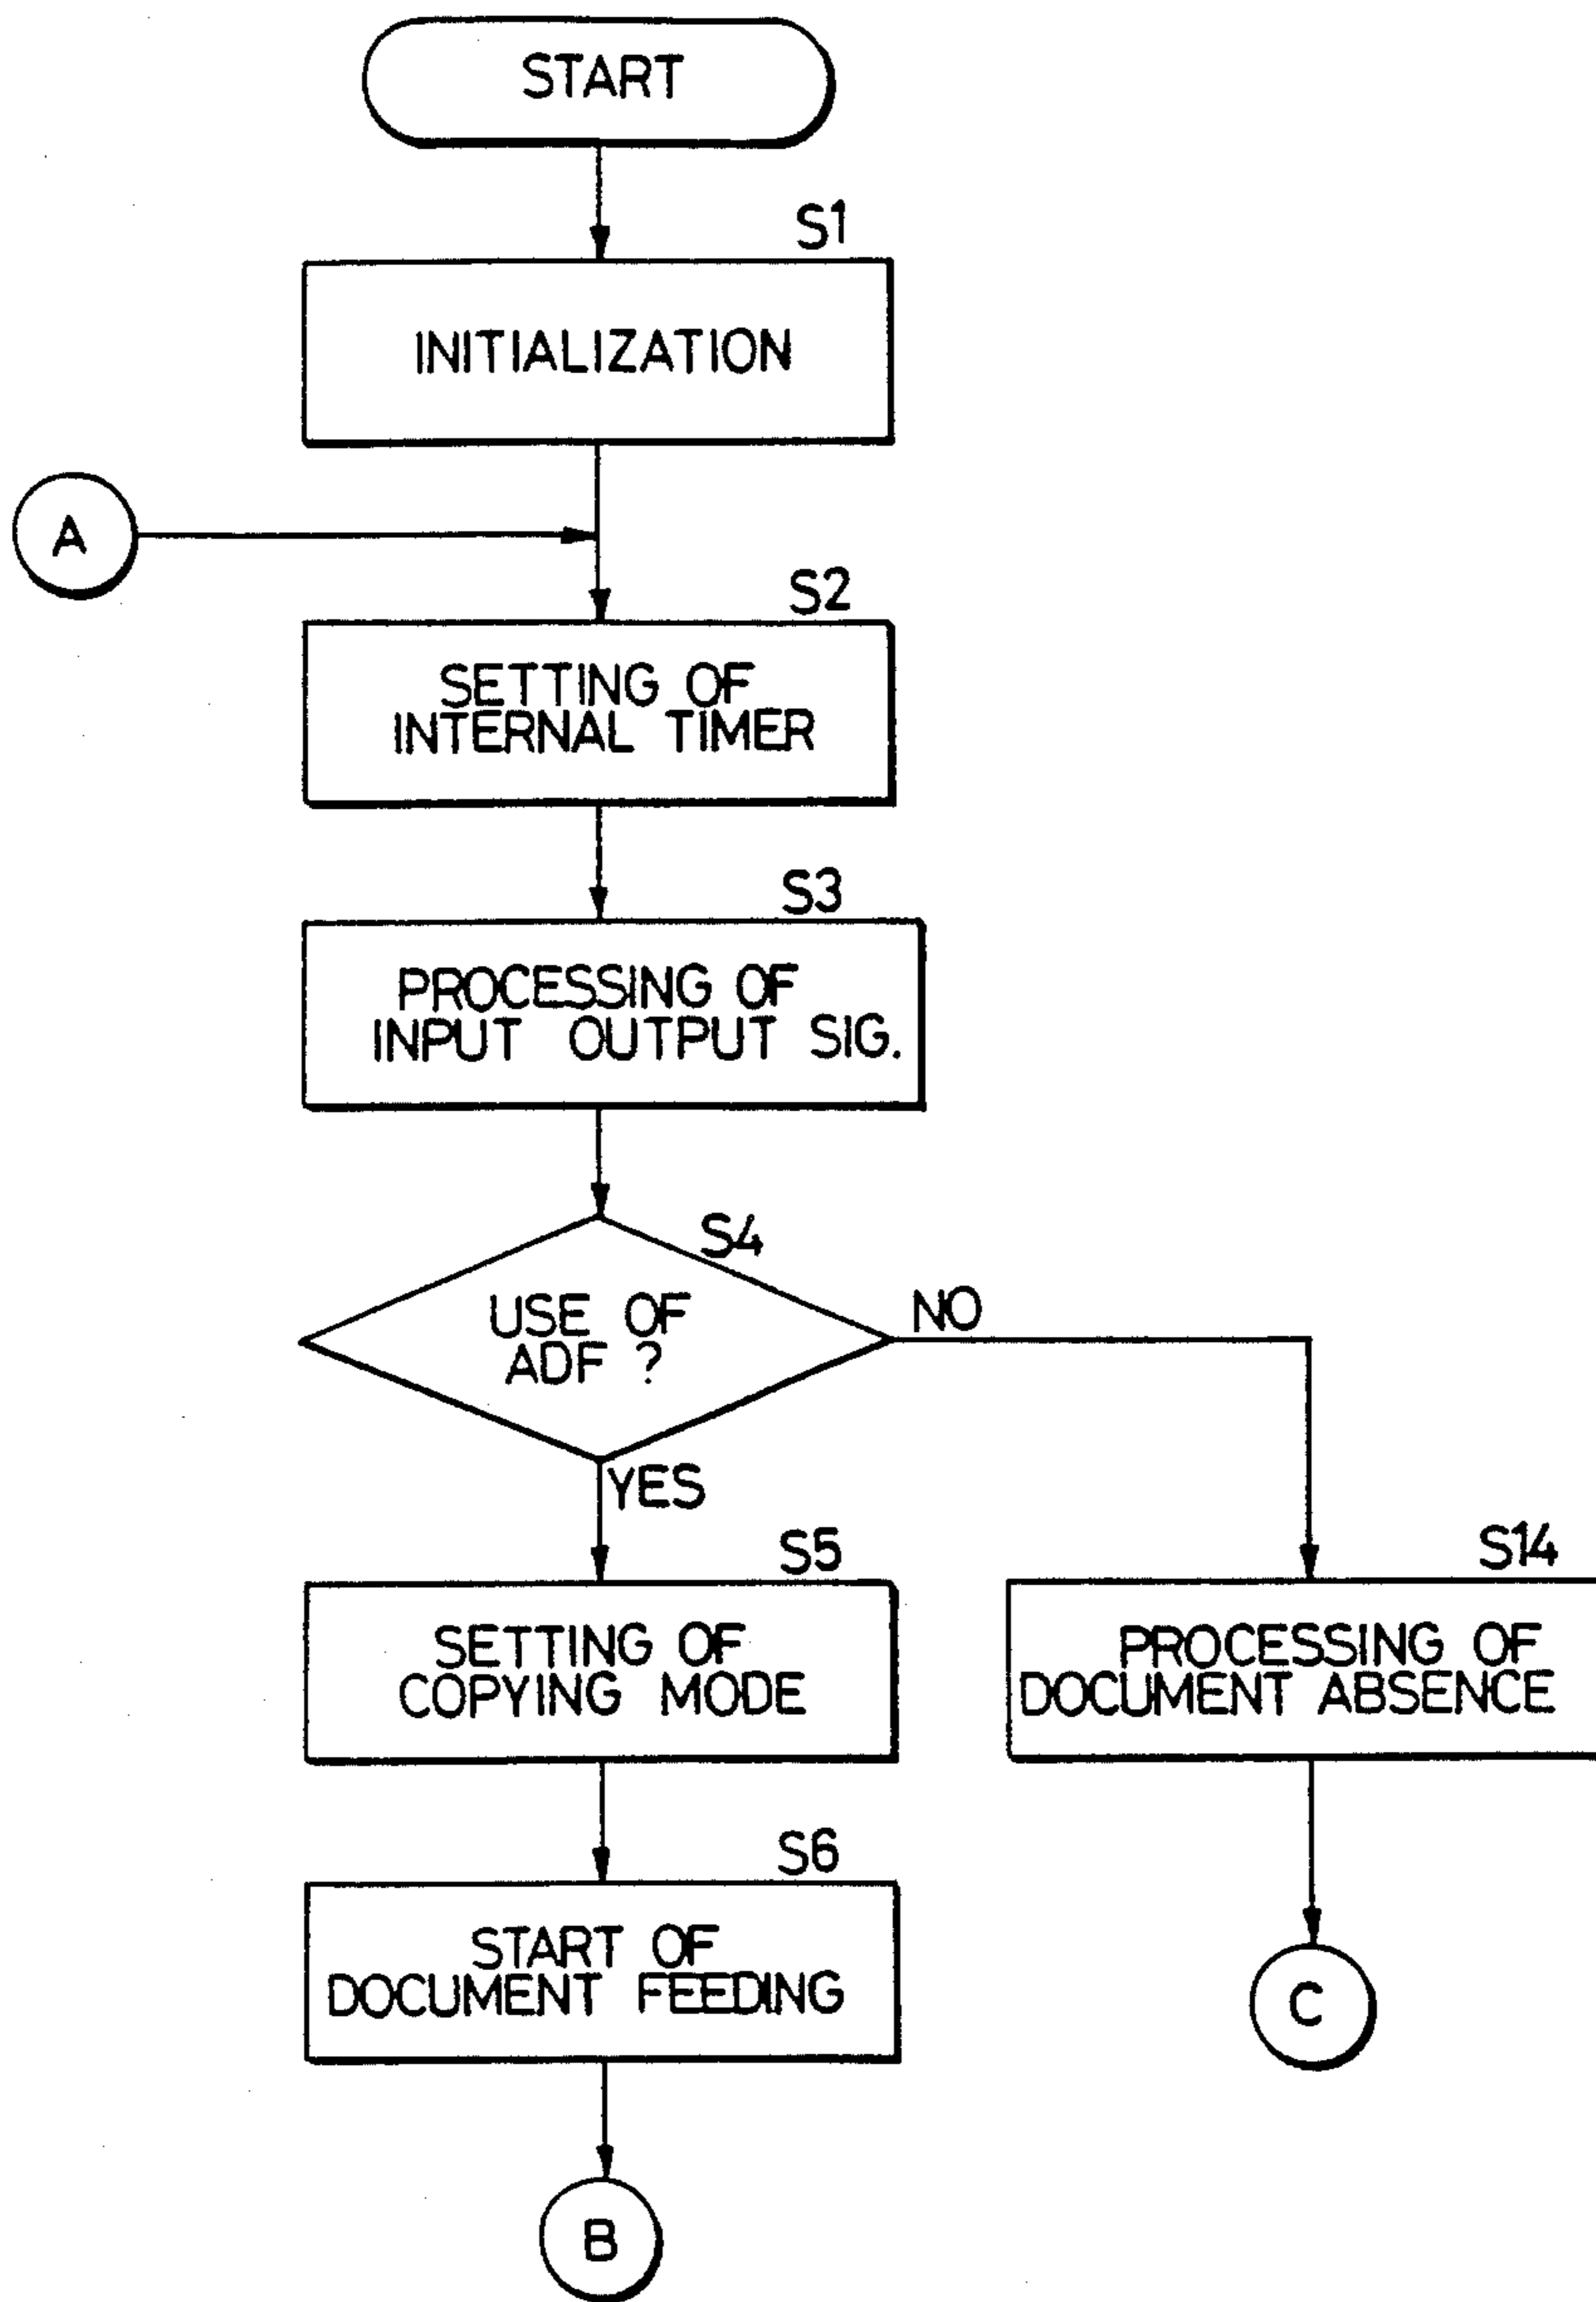 START
S1
INITIALIZATION
A
S2
SETTING OF
INTERNAL TIMER
S3
PROCESSING OF
INPUT OUTPUT SIG.
S4
USE OF
ADF ?
NO
YES
S5
SETTING OF
COPYING MODE
S14
PROCESSING OF
DOCUMENT ABSENCE
S6
START OF
DOCUMENT FEEDING
C
B